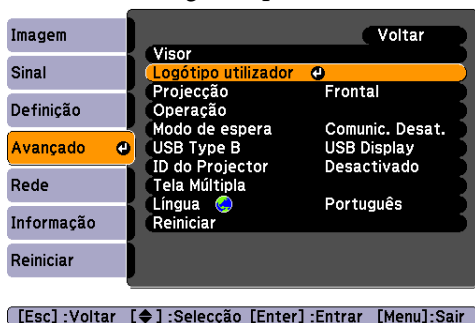 Imagem
Sinal
Definição
Avançado
Rede
Informação
Reiniciar
Voltar
Visor
Logótipo utilizador
Projecção Frontal
Operação
Modo de espera Comunic. Desat.
USB Type B USB Display
ID do Projector Desactivado
Tela Múltipla
Língua Português
Reiniciar
[Esc] :Voltar [ ] :Selecção [Enter] :Entrar [Menu] :Sair